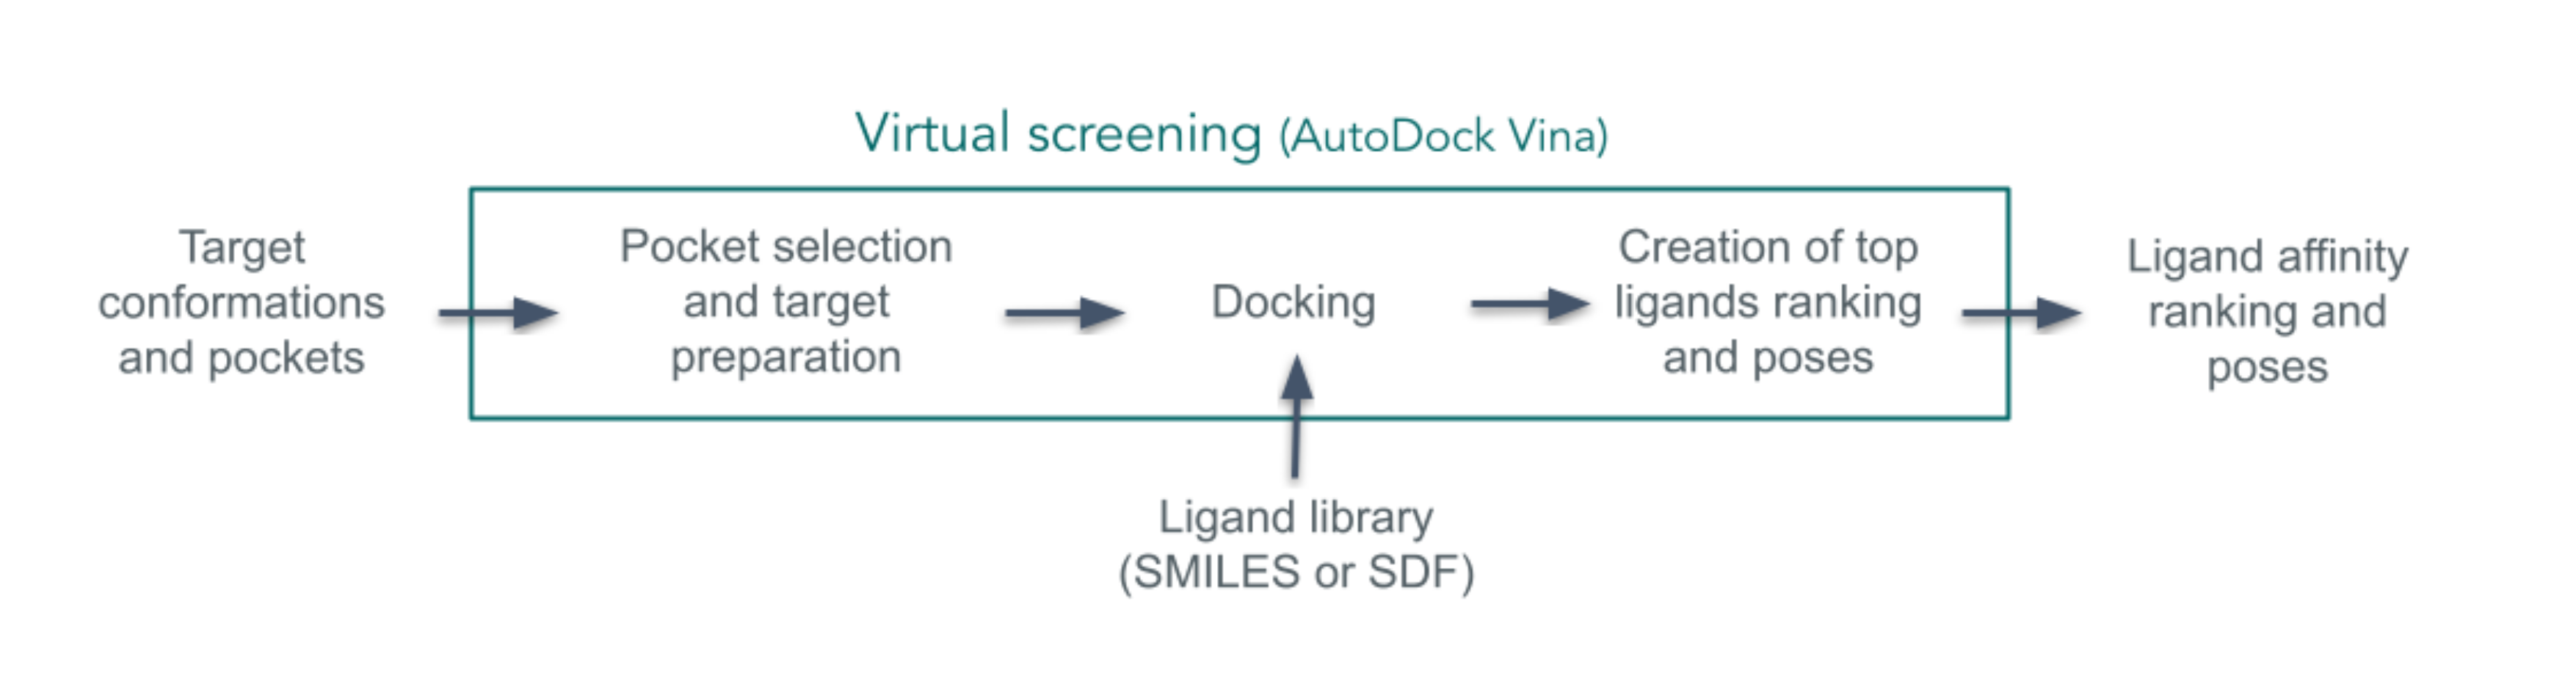 Virtual screening (AutoDock Vina)
Target
conformations
and pockets
Pocket selection
and target
preparation
Docking
Creation of top
ligands ranking
and poses
Ligand affinity
ranking and
poses
Ligand library
(SMILES or SDF)